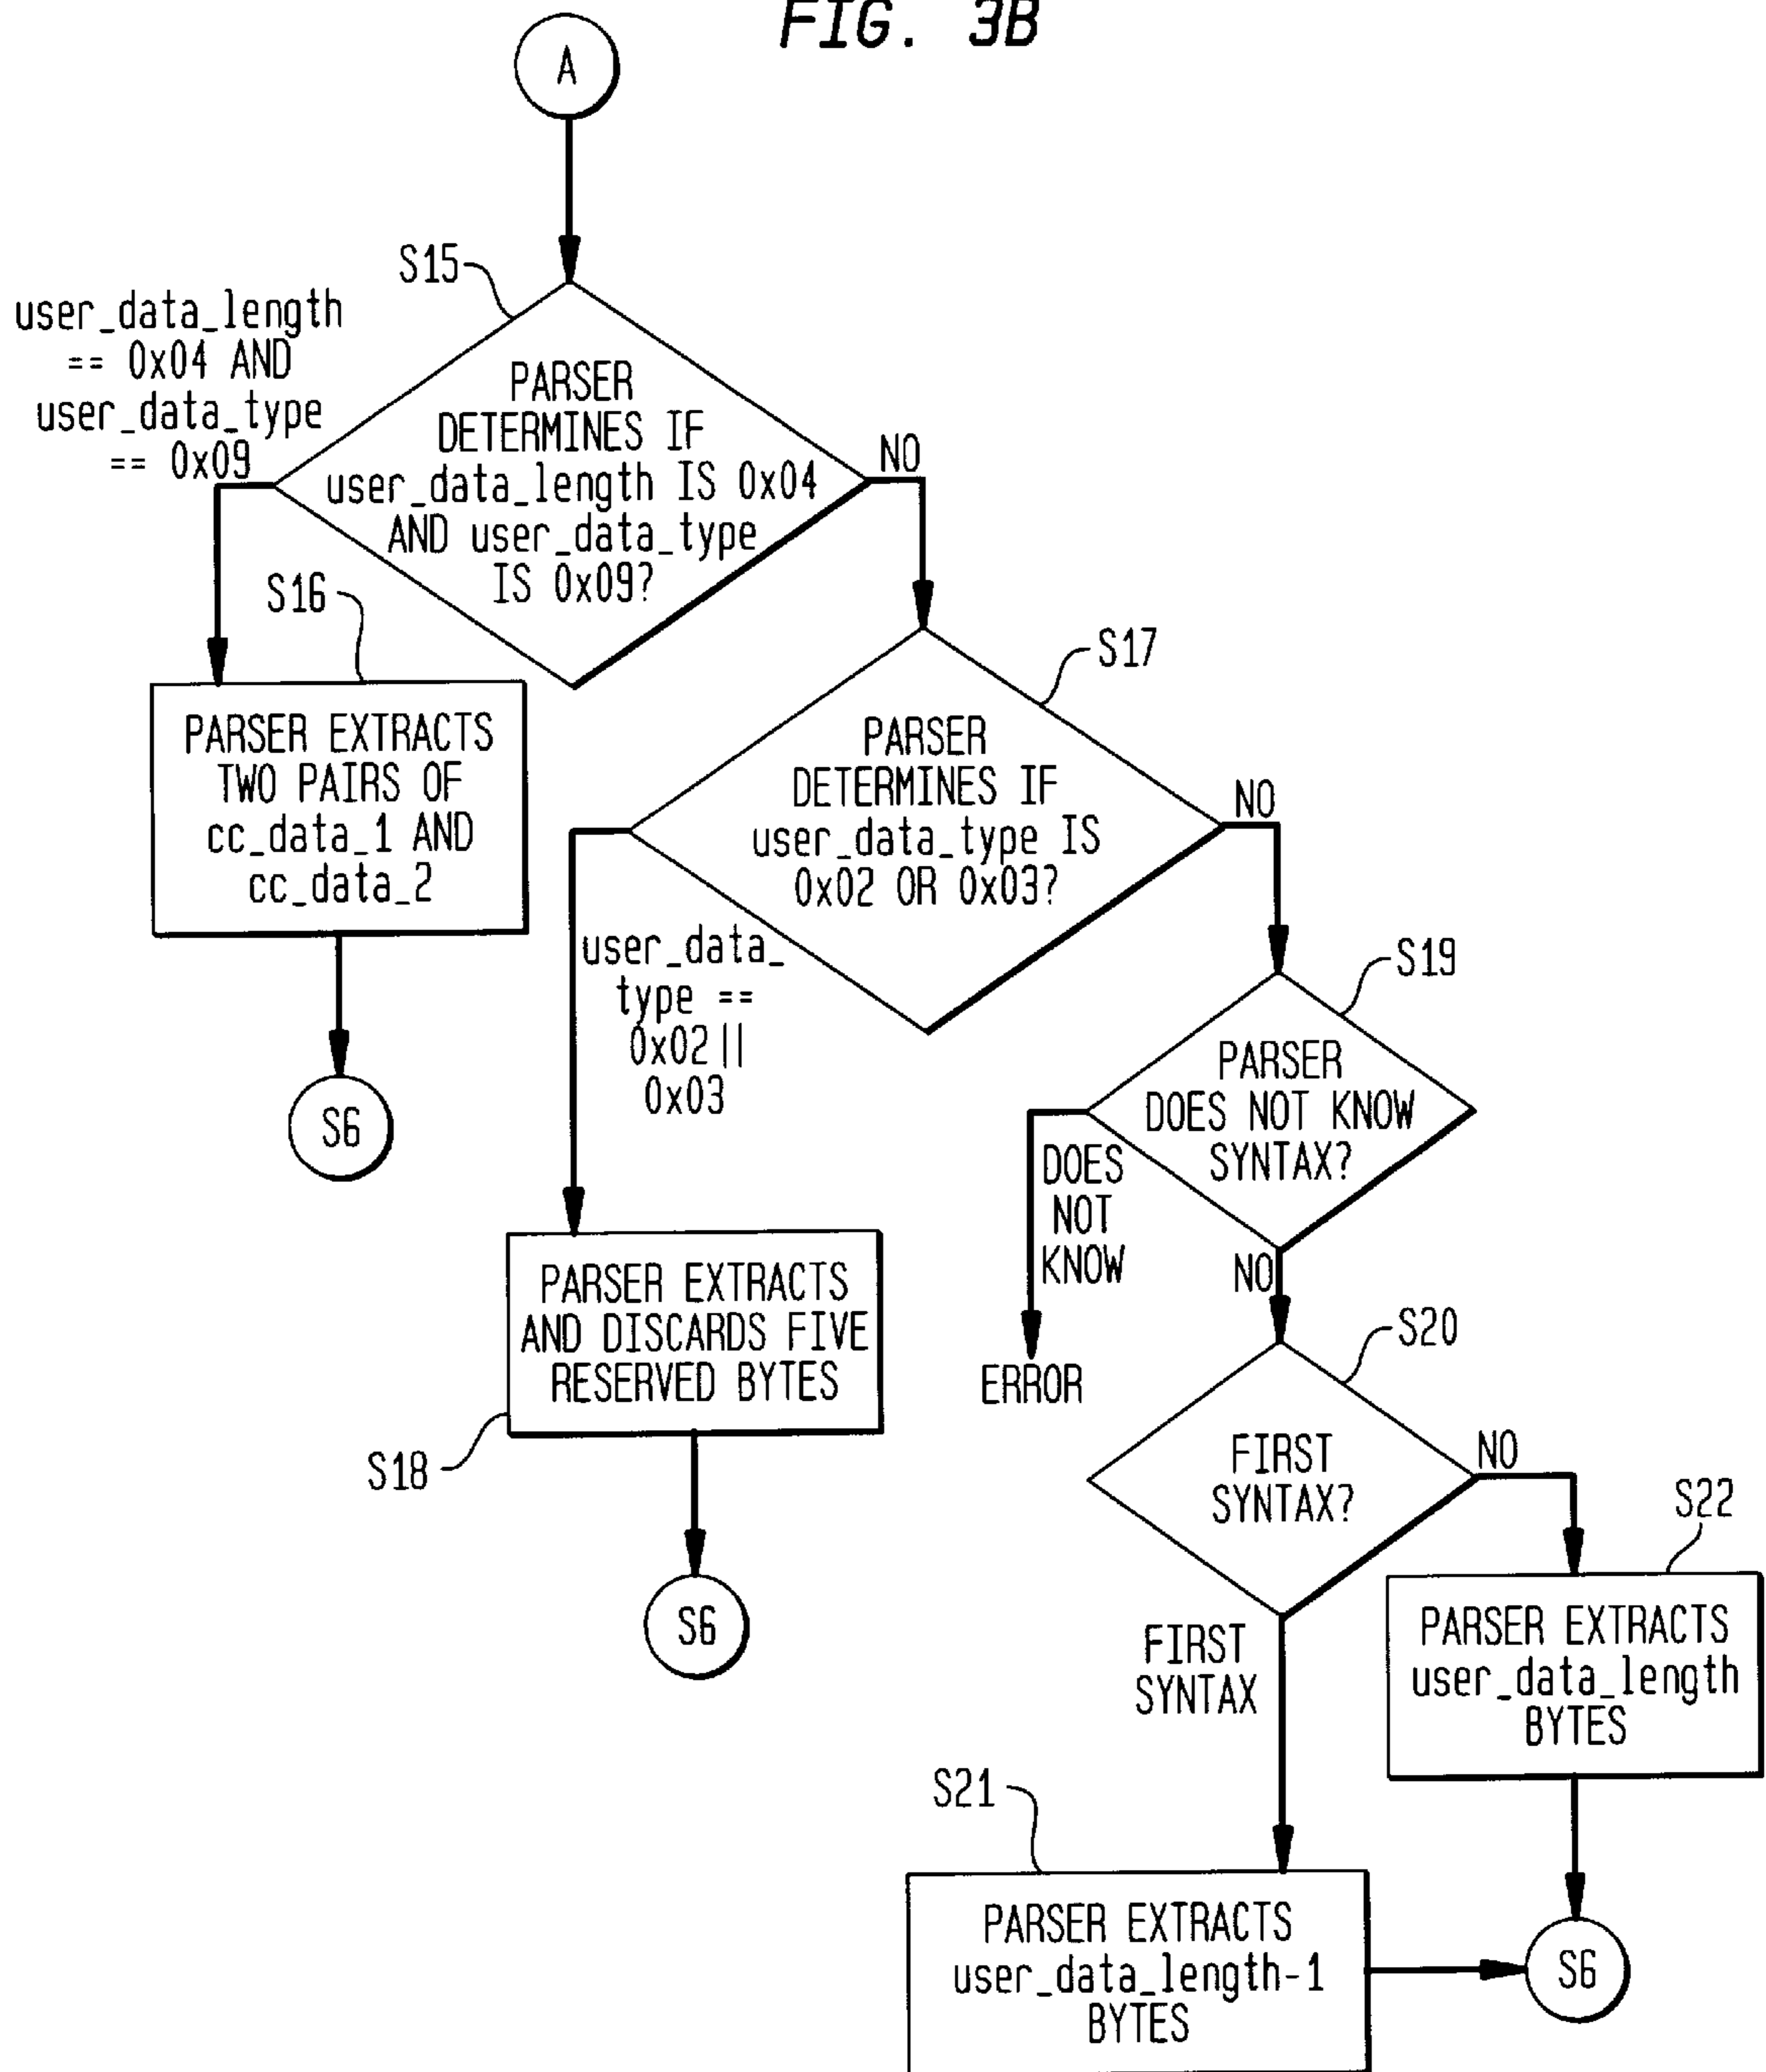 FIG. 3B
A
S15
user_data_length
== 0x04 AND
user_data_type
== 0x09
PARSER
DETERMINES IF
user_data_length IS 0x04
AND user_data_type
IS 0x09?
NO
S16
PARSER EXTRACTS
TWO PAIRS OF
cc_data_1 AND
cc_data_2
S6
S17
PARSER
DETERMINES IF
user_data_type IS
0x02 OR 0x03?
NO
user_data_
type ==
0x02||
0x03
PARSER EXTRACTS
AND DISCARDS FIVE
RESERVED BYTES
S18
S6
S19
PARSER
DOES NOT KNOW
SYNTAX?
DOES
NOT
KNOW
ERROR
NO
S20
FIRST
SYNTAX?
NO
FIRST
SYNTAX
S22
PARSER EXTRACTS
user_data_length
BYTES
S21
PARSER EXTRACTS
user_data_length-1
BYTES
S6